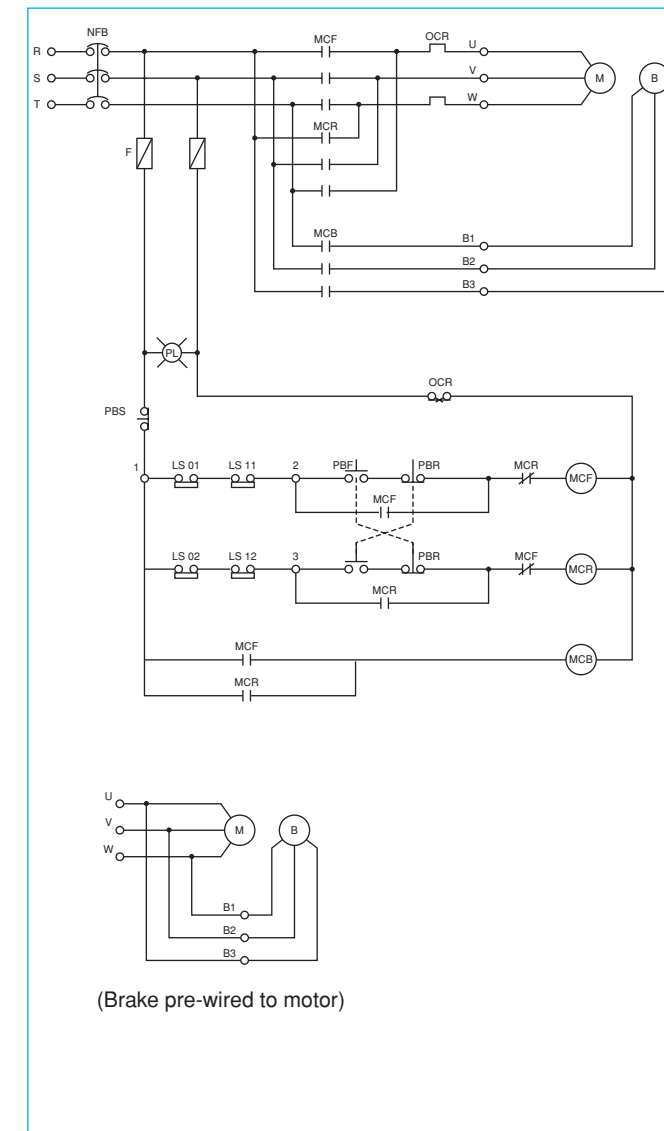 NFB
MCF
OCR
U
R
S
V
M
B
T
W
MCR
F
MCB
B1
B2
B3
PL
OCR
PBS
1
LS 01
LS 11
2
PBF
PBR
MCR
MCF
MCF
LS 02
LS 12
3
PBR
MCF
MCR
MCR
MCF
MCB
MCR
U
V
M
B
W
B1
B2
B3
(Brake pre-wired to motor)